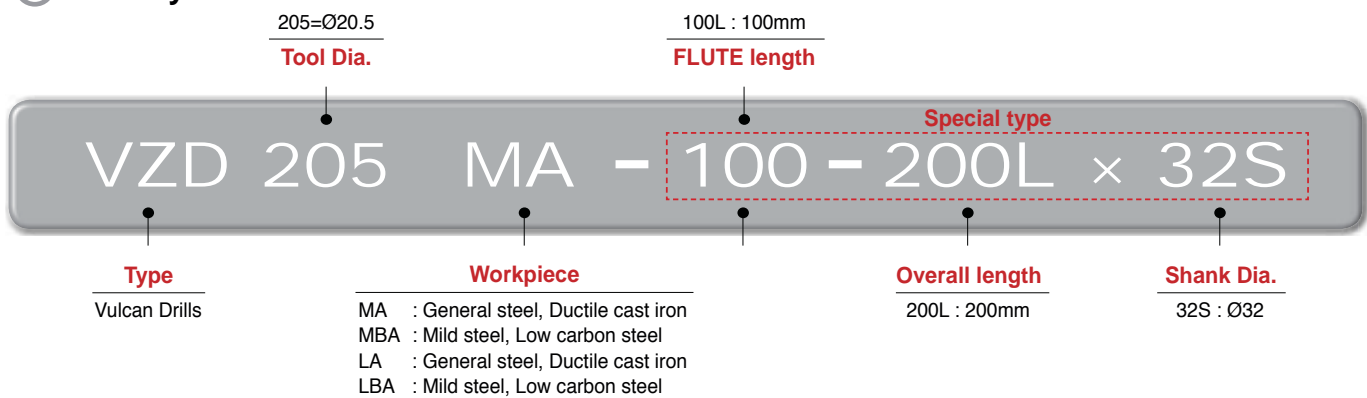 205=Ø20.5
Tool Dia.
100L : 100mm
FLUTE length
Special type
VZD 205 MA - 100 - 200L × 32S
Type
Vulcan Drills
Workpiece
MA : General steel, Ductile cast iron
MBA : Mild steel, Low carbon steel
LA : General steel, Ductile cast iron
LBA : Mild steel, Low carbon steel
Overall length
200L : 200mm
Shank Dia.
32S : Ø32